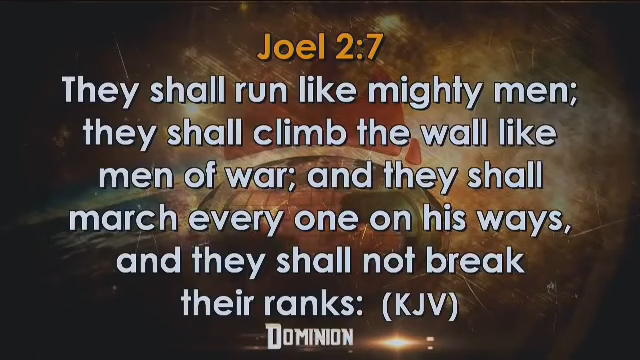 Joel 2:7
They shall run like mighty men;
they shall climb the wall like
men of war; and they shall
march every one on his ways,
and they shall not break
their ranks: (KJV)
DOMINION